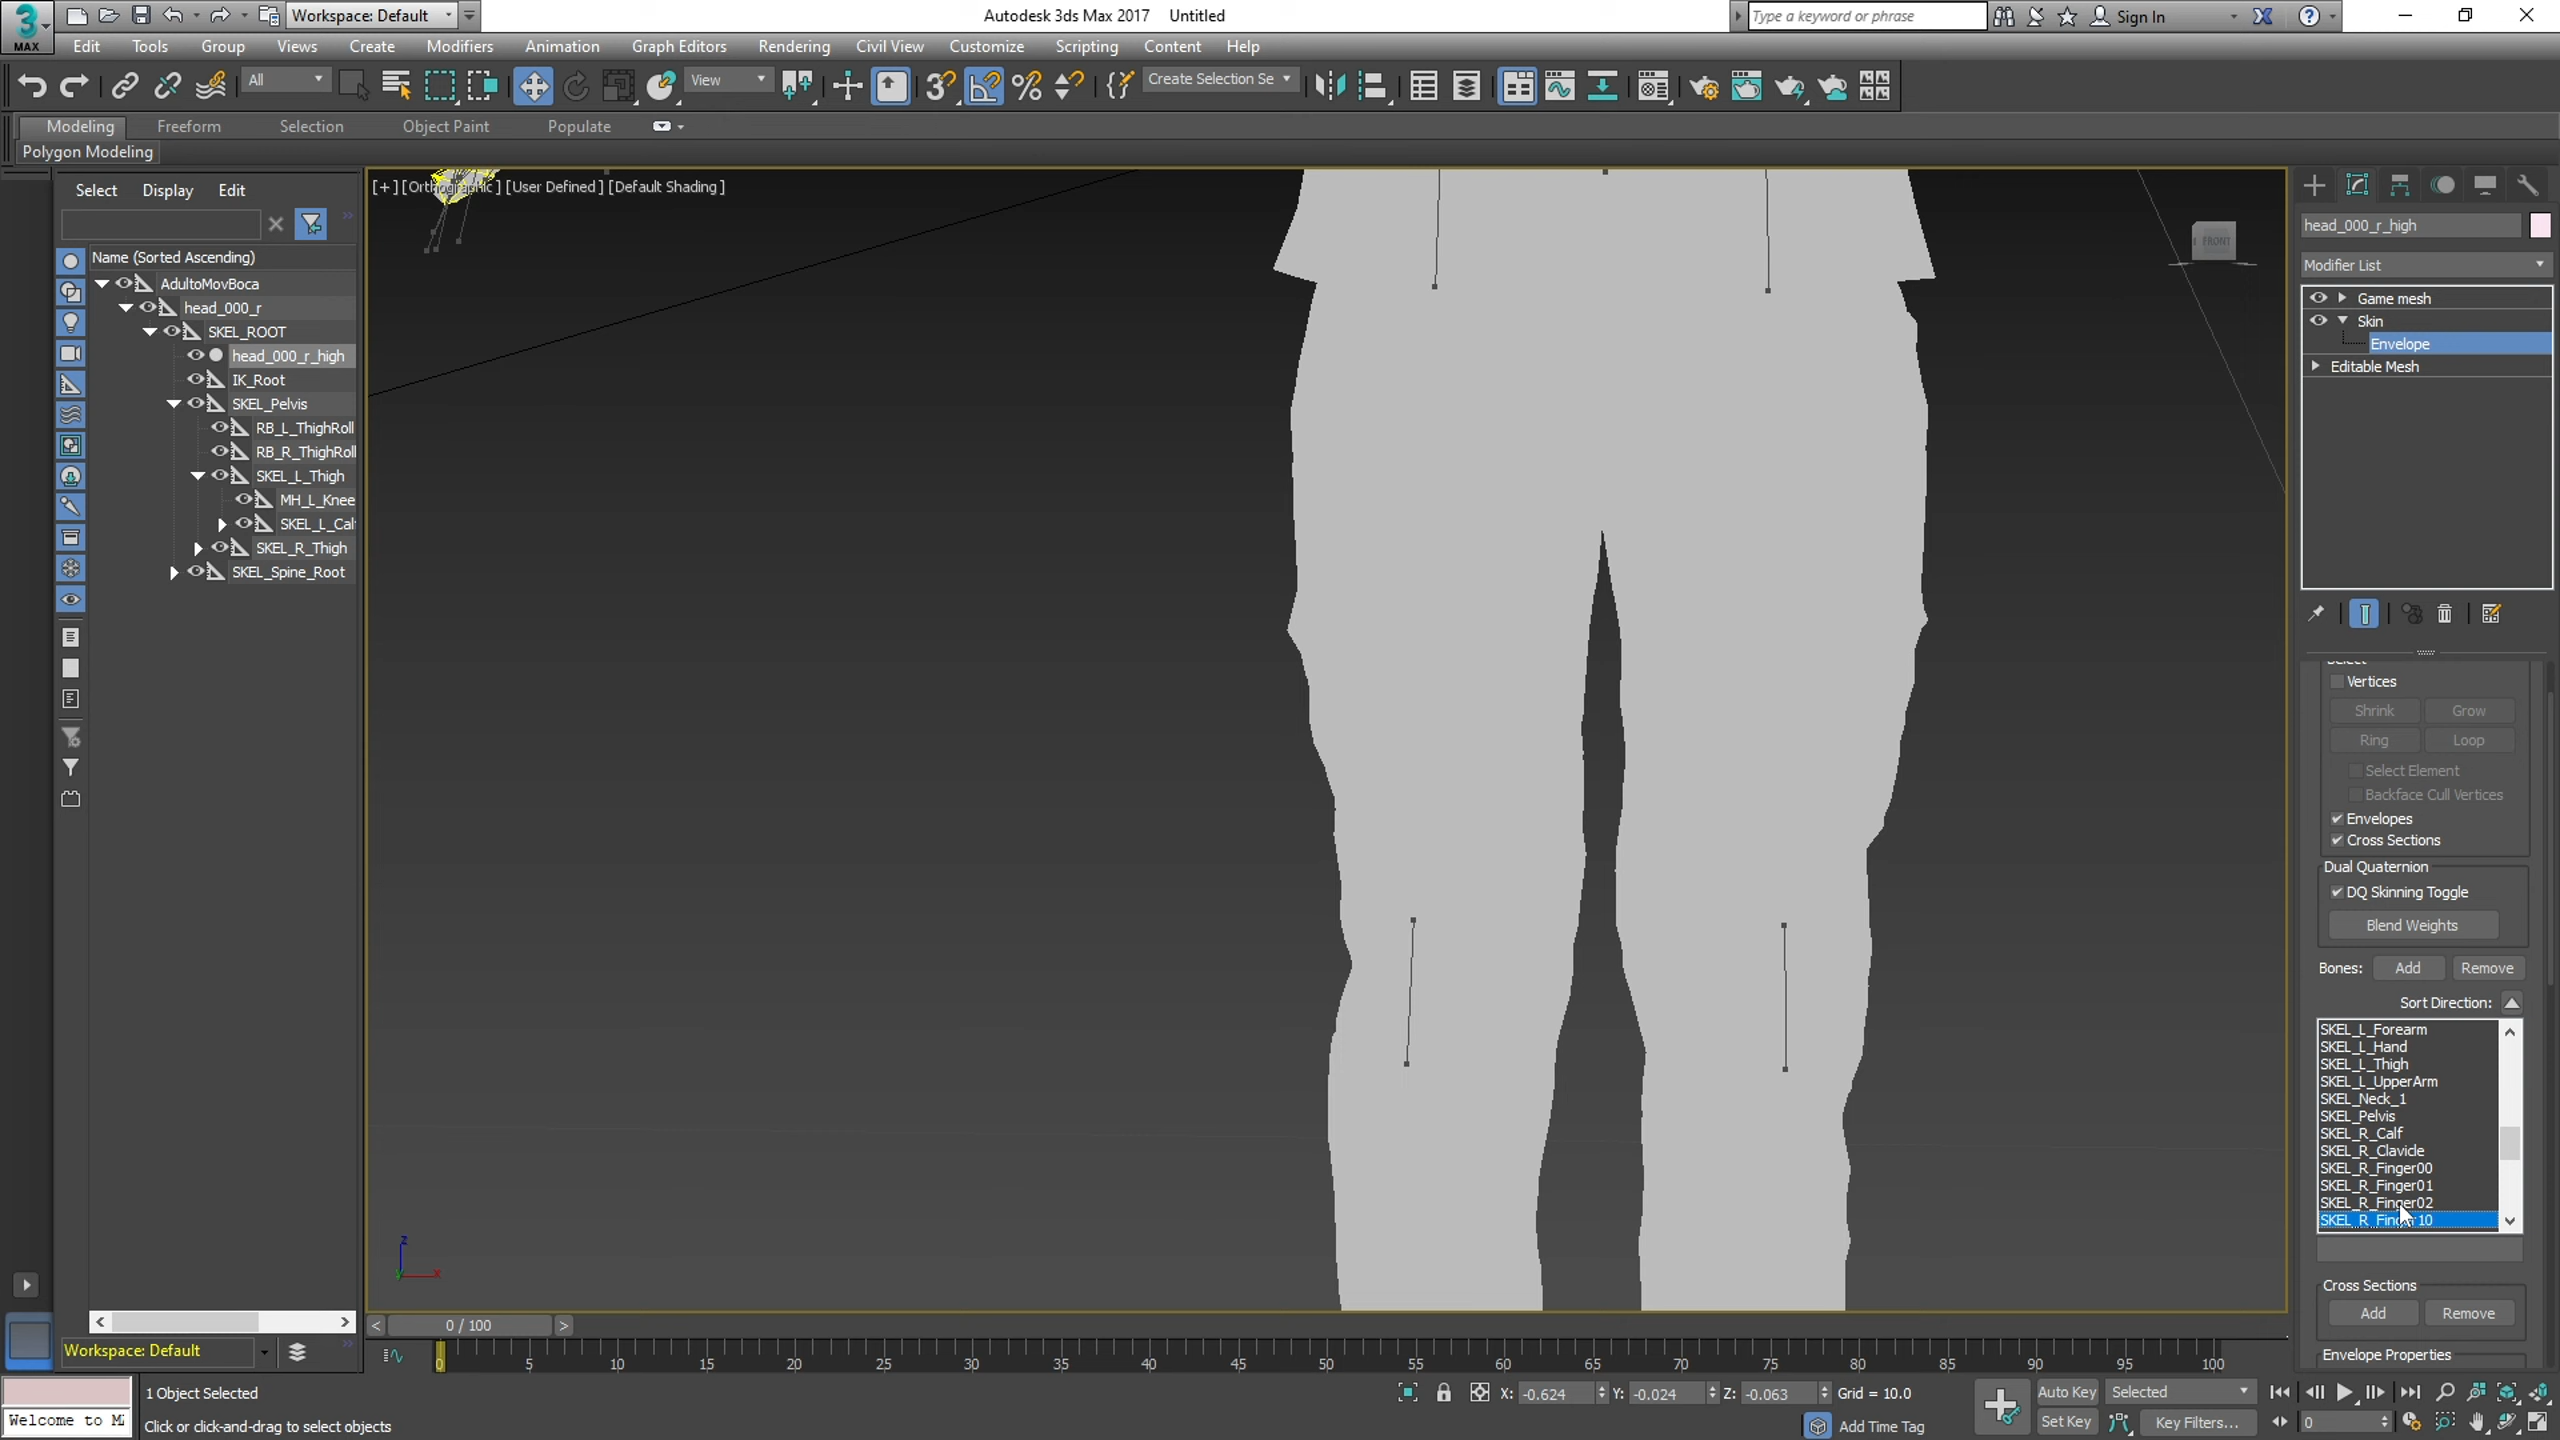 Workspace: Default
Autodesk 3ds Max 2017 Untitled
Type a keyword or phrase
Sign In
MAX
Edit Tools Group Views Create Modifiers Animation Graph Editors Rendering Civil View Customize Scripting Content Help
All
View
Create Selection Se
Modeling Freeform Selection Object Paint Populate
Polygon Modeling
Select Display Edit
Name (Sorted Ascending)
AdultoMovBoca
head_000_r
SKEL_ROOT
head_000_r_high
IK_Root
SKEL_Pelvis
RB_L_ThighRoll
RB_R_ThighRoll
SKEL_L_Thigh
MH_L_Knee
SKEL_L_Cal
SKEL_R_Thigh
SKEL_Spine_Root
Workspace: Default
[+] [Orthographic] [User Defined] [Default Shading]
FRONT
z
x
y
0 / 100
0 5 10 15 20 25 30 35 40 45 50 55 60 65 70 75 80 85 90 95 100
head_000_r_high
Modifier List
Game mesh
Skin
Envelope
Editable Mesh
Select
Vertices
Shrink Grow
Ring Loop
Select Element
Backface Cull Vertices
Envelopes
Cross Sections
Dual Quaternion
DQ Skinning Toggle
Blend Weights
Bones: Add Remove
Sort Direction:
SKEL_L_Forearm
SKEL_L_Hand
SKEL_L_Thigh
SKEL_L_UpperArm
SKEL_Neck_1
SKEL_Pelvis
SKEL_R_Calf
SKEL_R_Clavicle
SKEL_R_Finger00
SKEL_R_Finger01
SKEL_R_Finger02
SKEL_R_Finger10
Cross Sections
Add Remove
Envelope Properties
Welcome to M
1 Object Selected
Click or click-and-drag to select objects
X: -0.624 Y: -0.024 Z: -0.063 Grid = 10.0
Add Time Tag
Auto Key Selected
Set Key Key Filters...
0